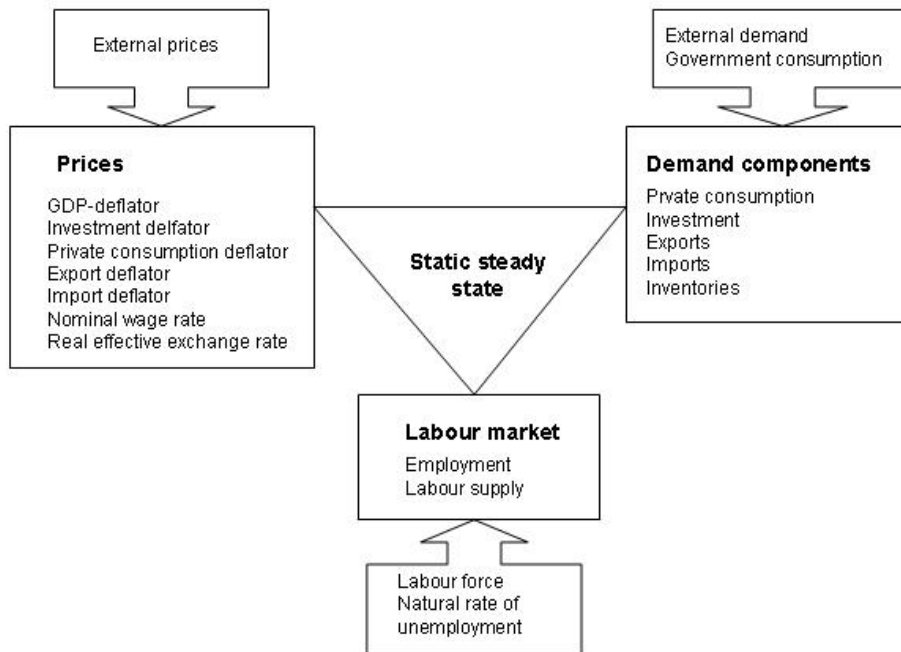 External prices
External demand
Government consumption
Prices
GDP-deflator
Investment delfator
Private consumption deflator
Export deflator
Import deflator
Nominal wage rate
Real effective exchange rate
Demand components
Prvate consumption
Investment
Exports
Imports
Inventories
Static steady
state
Labour market
Employment
Labour supply
Labour force
Natural rate of
unemployment